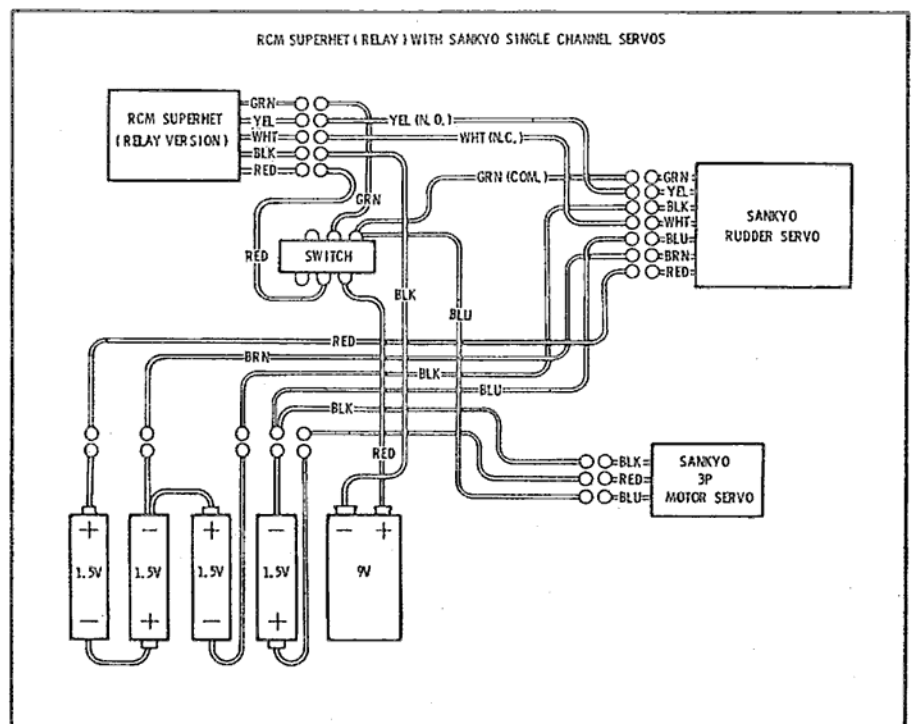 RCM SUPERHET ( RELAY ) WITH SANKYO SINGLE CHANNEL SERVOS
RCM SUPERHET
( RELAY VERSION )
GRN
YEL
WHT
BLK
RED
YEL (N. O.)
WHT (N.C.)
GRN (COM.)
GRN
RED
SWITCH
BLK
BLU
GRN
YEL
BLK
WHT
BLU
BRN
RED
SANKYO
RUDDER SERVO
RED
BRN
BLK
BLU
BLK
RED
BLK
RED
BLU
SANKYO
3P
MOTOR SERVO
+
1.5V
−
−
1.5V
+
+
1.5V
−
−
1.5V
+
− +
9V